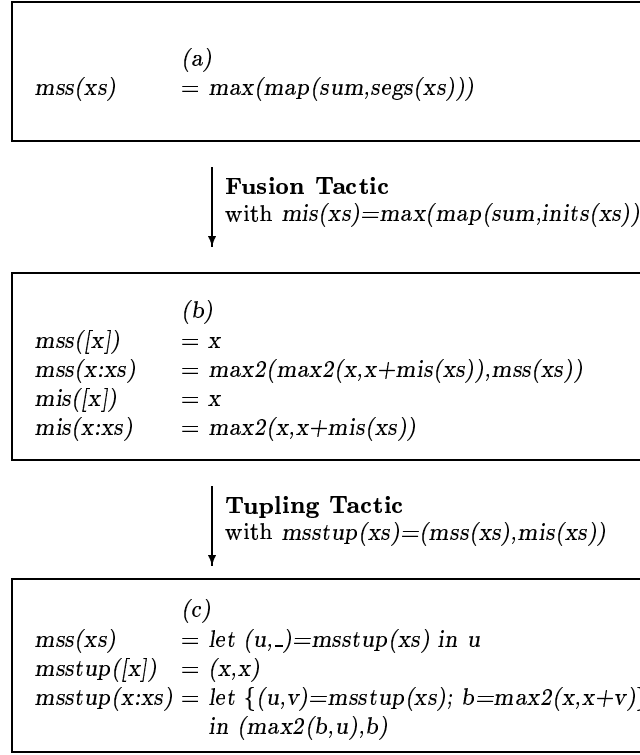 (a)
mss(xs) = max(map(sum,segs(xs)))
Fusion Tactic
with mis(xs)=max(map(sum,inits(xs))
(b)
mss([x]) = x
mss(x:xs) = max2(max2(x,x+mis(xs)),mss(xs))
mis([x]) = x
mis(x:xs) = max2(x,x+mis(xs))
Tupling Tactic
with msstup(xs)=(mss(xs),mis(xs))
(c)
mss(xs) = let (u,_)=msstup(xs) in u
msstup([x]) = (x,x)
msstup(x:xs) = let {(u,v)=msstup(xs); b=max2(x,x+v)}
in (max2(b,u),b)